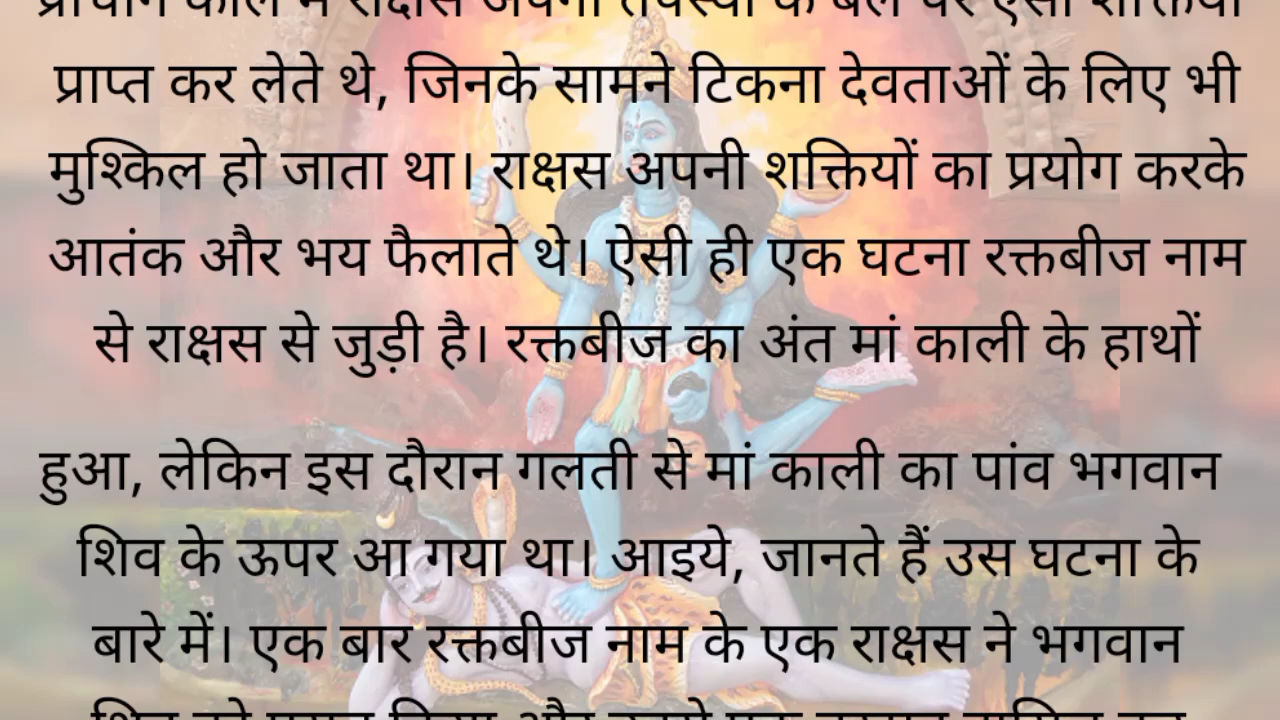 प्राचीन काल में राक्षस अपनी तपस्या के बल पर ऐसी शक्तियां
प्राप्त कर लेते थे, जिनके सामने टिकना देवताओं के लिए भी
मुश्किल हो जाता था। राक्षस अपनी शक्तियों का प्रयोग करके
आतंक और भय फैलाते थे। ऐसी ही एक घटना रक्तबीज नाम
से राक्षस से जुड़ी है। रक्तबीज का अंत मां काली के हाथों
हुआ, लेकिन इस दौरान गलती से मां काली का पांव भगवान
शिव के ऊपर आ गया था। आइये, जानते हैं उस घटना के
बारे में। एक बार रक्तबीज नाम के एक राक्षस ने भगवान